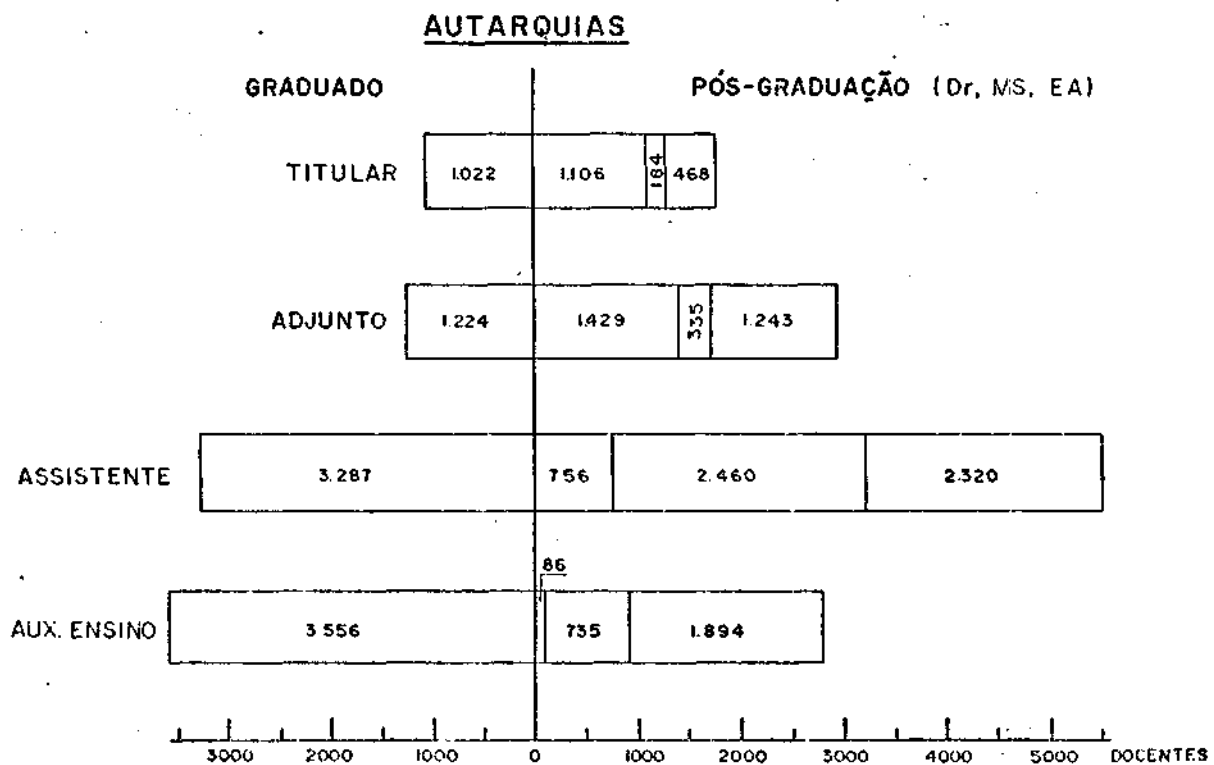 AUTARQUIAS
GRADUADO PÓS-GRADUAÇÃO (Dr, MS, EA)
TITULAR 1.022 1.106 184 468
ADJUNTO 1.224 1.429 335 1.243
ASSISTENTE 3.287 756 2.460 2.320
86
AUX. ENSINO 3 556 735 1.894
3000 2000 1000 0 1000 2000 3000 4000 5000 DOCENTES